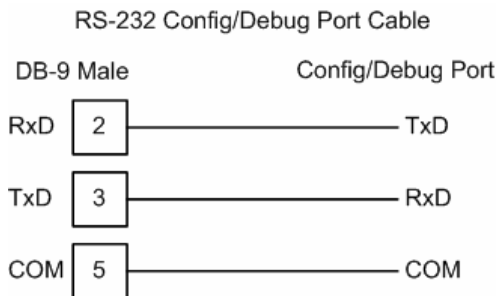 RS-232 Config/Debug Port Cable
DB-9 Male Config/Debug Port
RxD 2 TxD
TxD 3 RxD
COM 5 COM